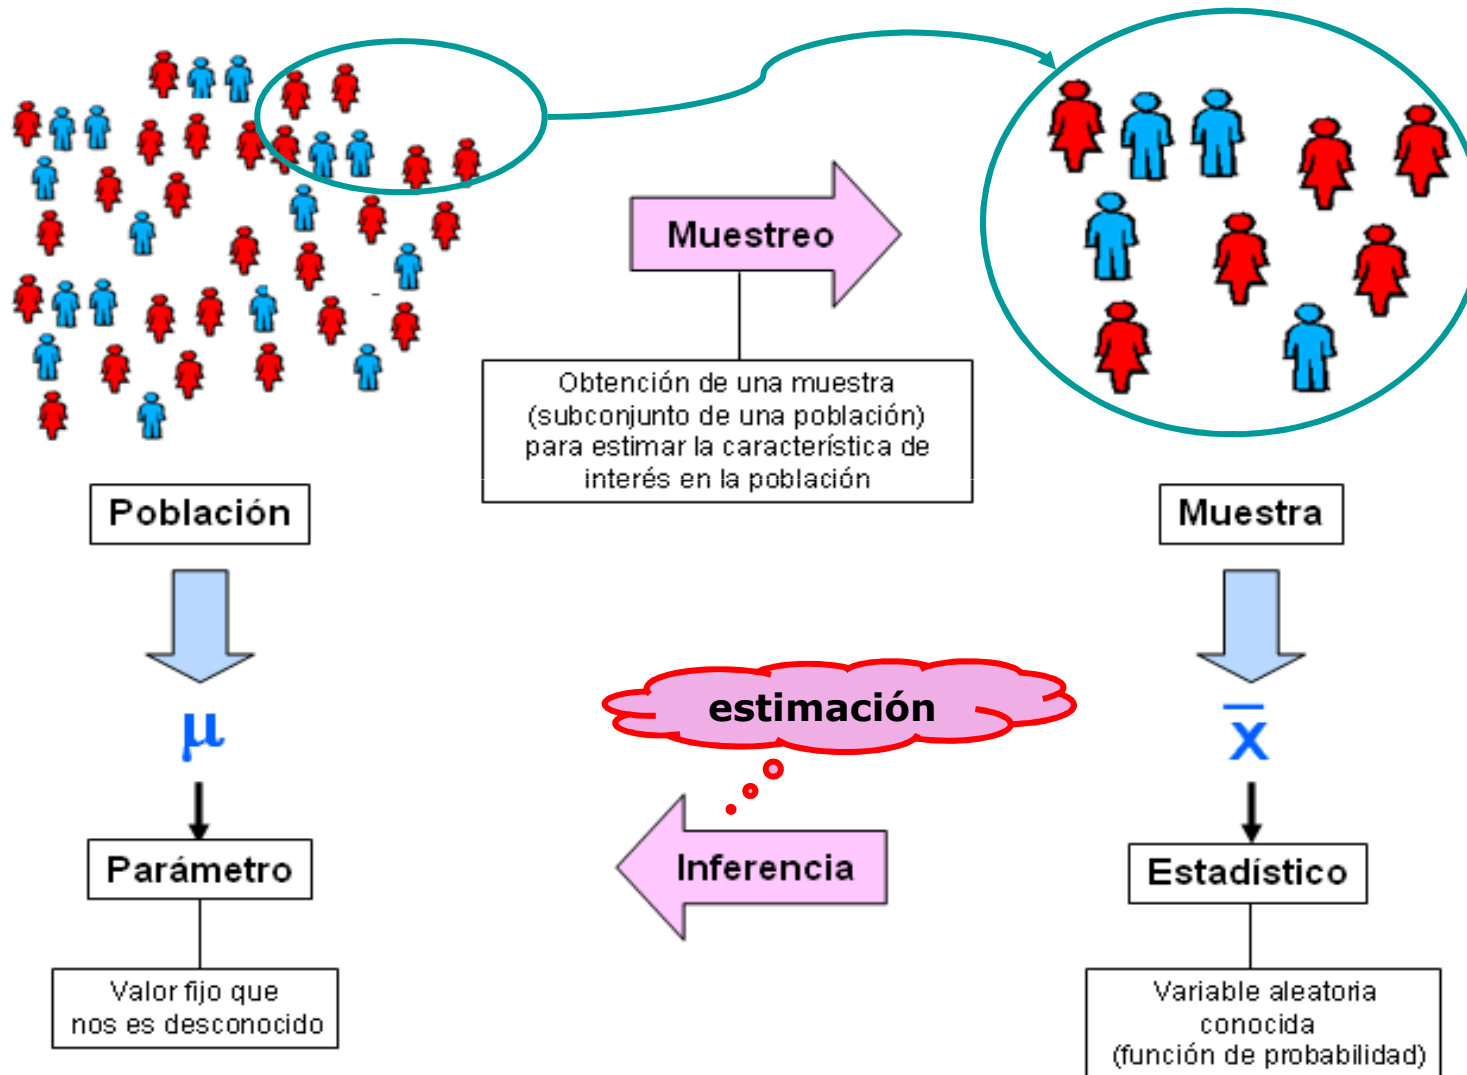 Muestreo
Obtención de una muestra
(subconjunto de una población)
para estimar la característica de
interés en la población
Población
Muestra
estimación
μ
x̅
Inferencia
Parámetro
Estadístico
Valor fijo que
nos es desconocido
Variable aleatoria
conocida
(función de probabilidad)